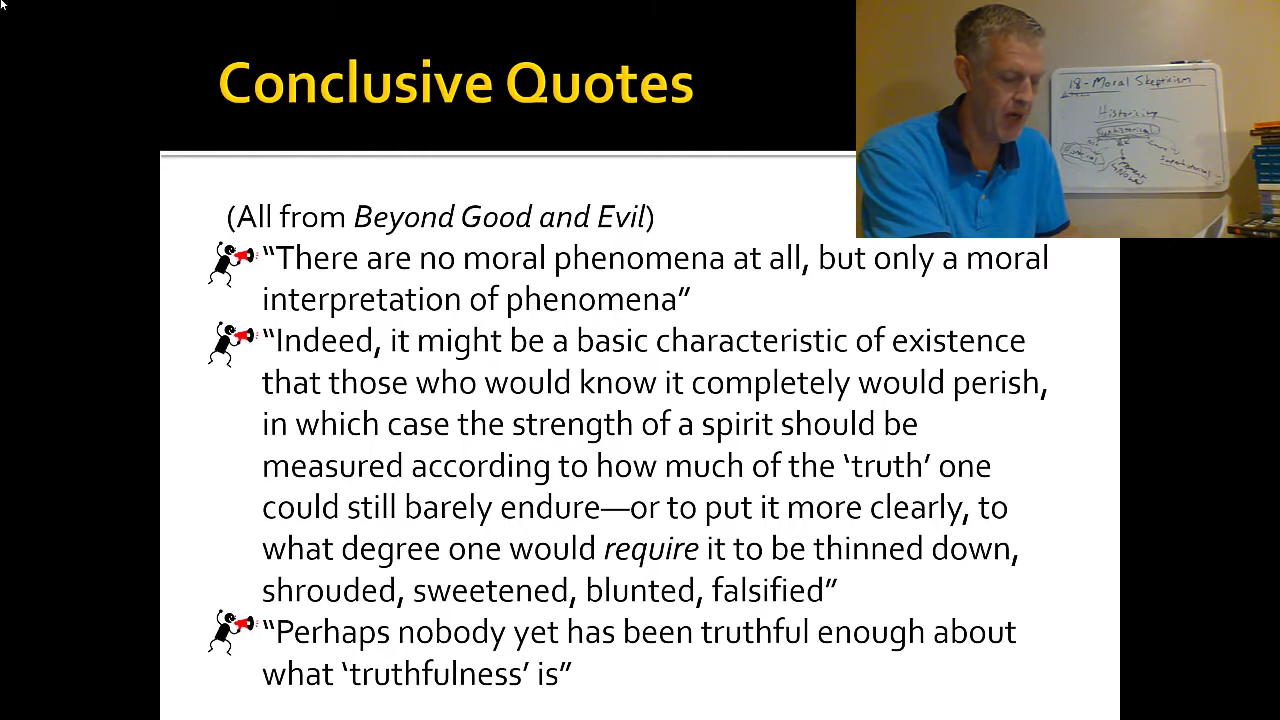 Conclusive Quotes
18-Moral Skepticism
Historicity
(All from Beyond Good and Evil)
“There are no moral phenomena at all, but only a moral
interpretation of phenomena”
“Indeed, it might be a basic characteristic of existence
that those who would know it completely would perish,
in which case the strength of a spirit should be
measured according to how much of the ‘truth’ one
could still barely endure—or to put it more clearly, to
what degree one would require it to be thinned down,
shrouded, sweetened, blunted, falsified”
“Perhaps nobody yet has been truthful enough about
what ‘truthfulness’ is”